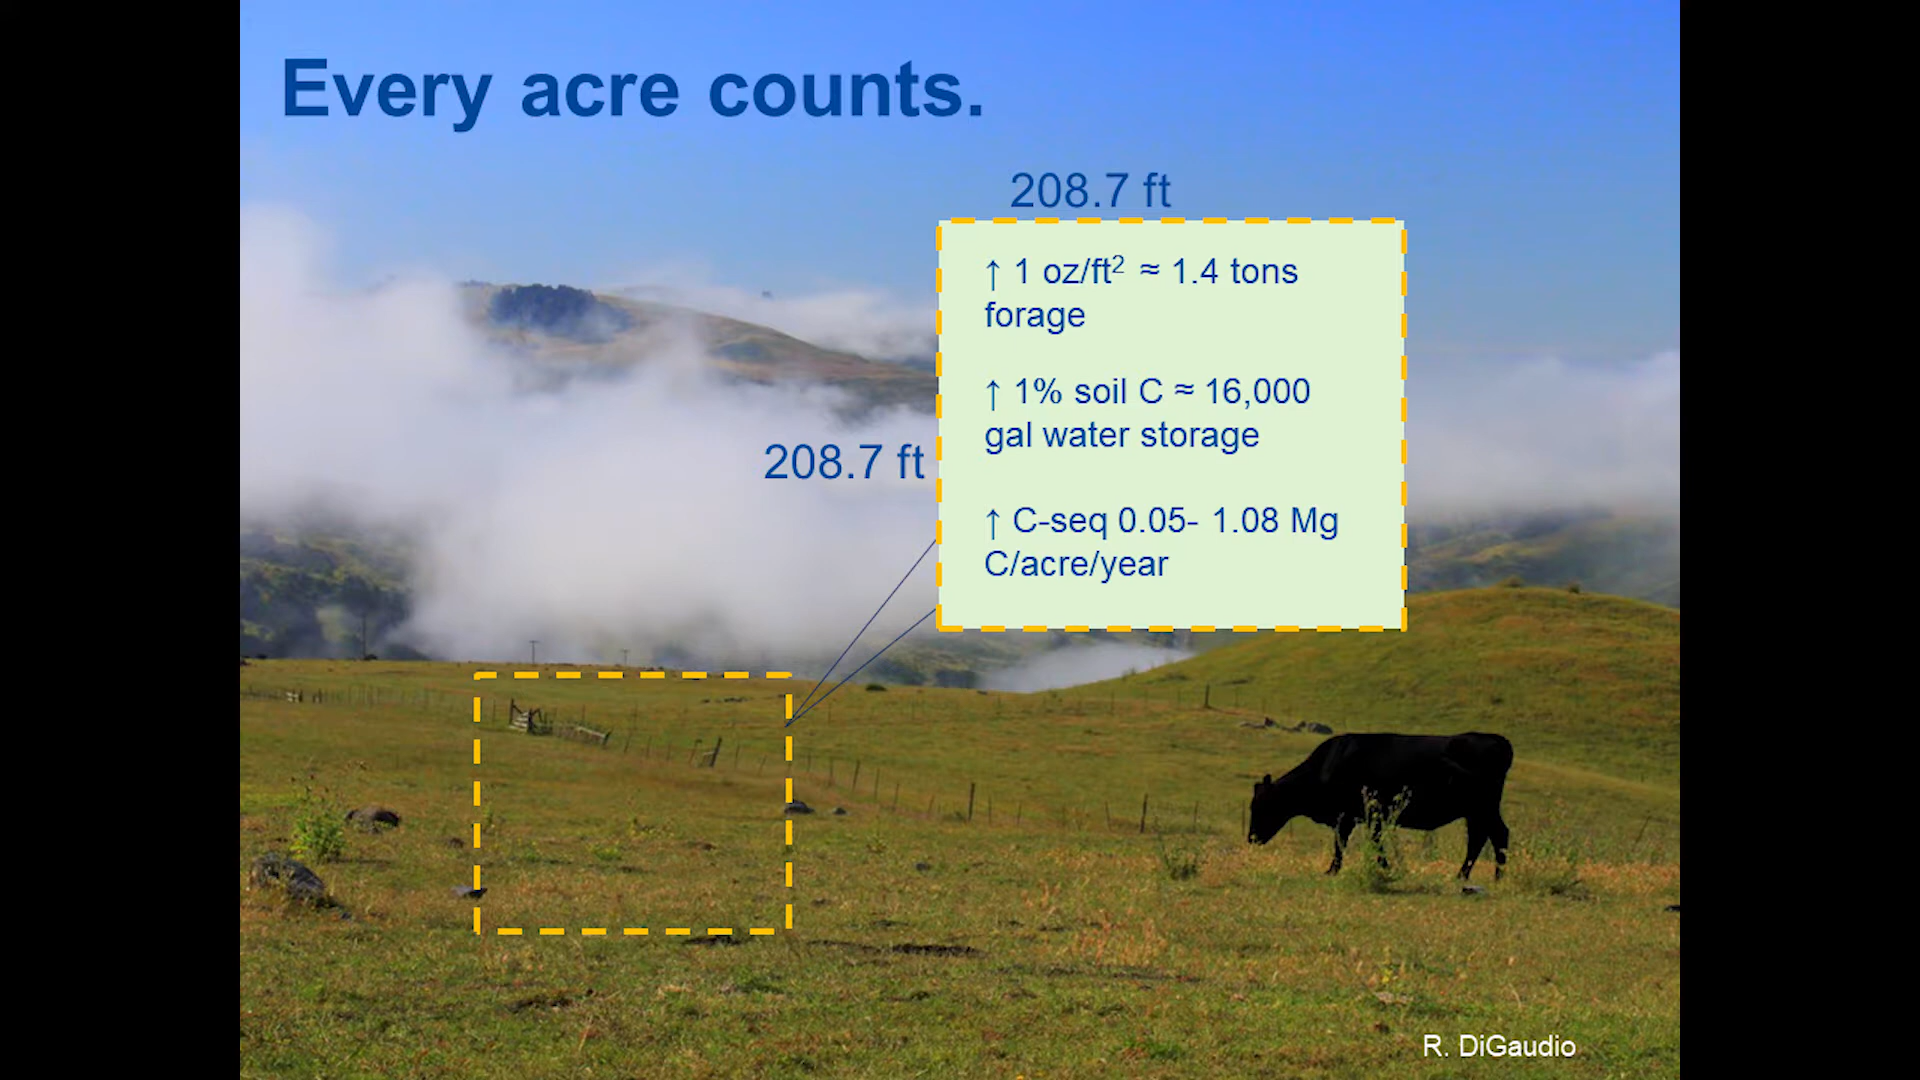 Every acre counts.
208.7 ft
↑ 1 oz/ft² ≈ 1.4 tons
forage
↑ 1% soil C ≈ 16,000
gal water storage
208.7 ft
↑ C-seq 0.05- 1.08 Mg
C/acre/year
R. DiGaudio